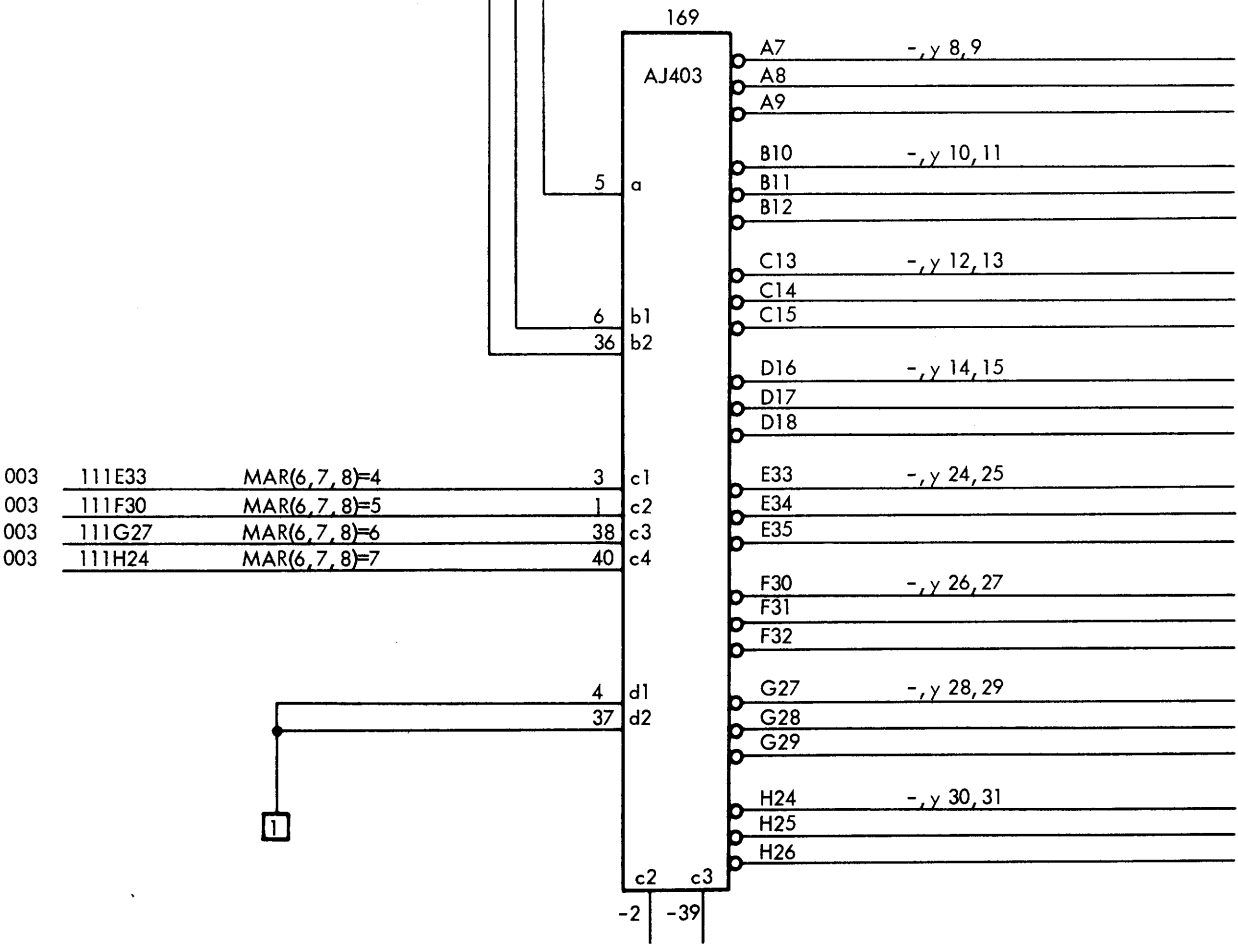 169
AJ403
A7 -,y 8,9
A8
A9
B10 -,y 10,11
5 a
B11
B12
C13 -,y 12,13
C14
6 b1
C15
36 b2
D16 -,y 14,15
D17
D18
003 111E33 MAR(6,7,8)=4 3 c1
E33 -,y 24,25
003 111F30 MAR(6,7,8)=5 1 c2
E34
003 111G27 MAR(6,7,8)=6 38 c3
E35
003 111H24 MAR(6,7,8)=7 40 c4
F30 -,y 26,27
F31
F32
4 d1
G27 -,y 28,29
37 d2
G28
G29
H24 -,y 30,31
1
H25
H26
c2 c3
-2 -39